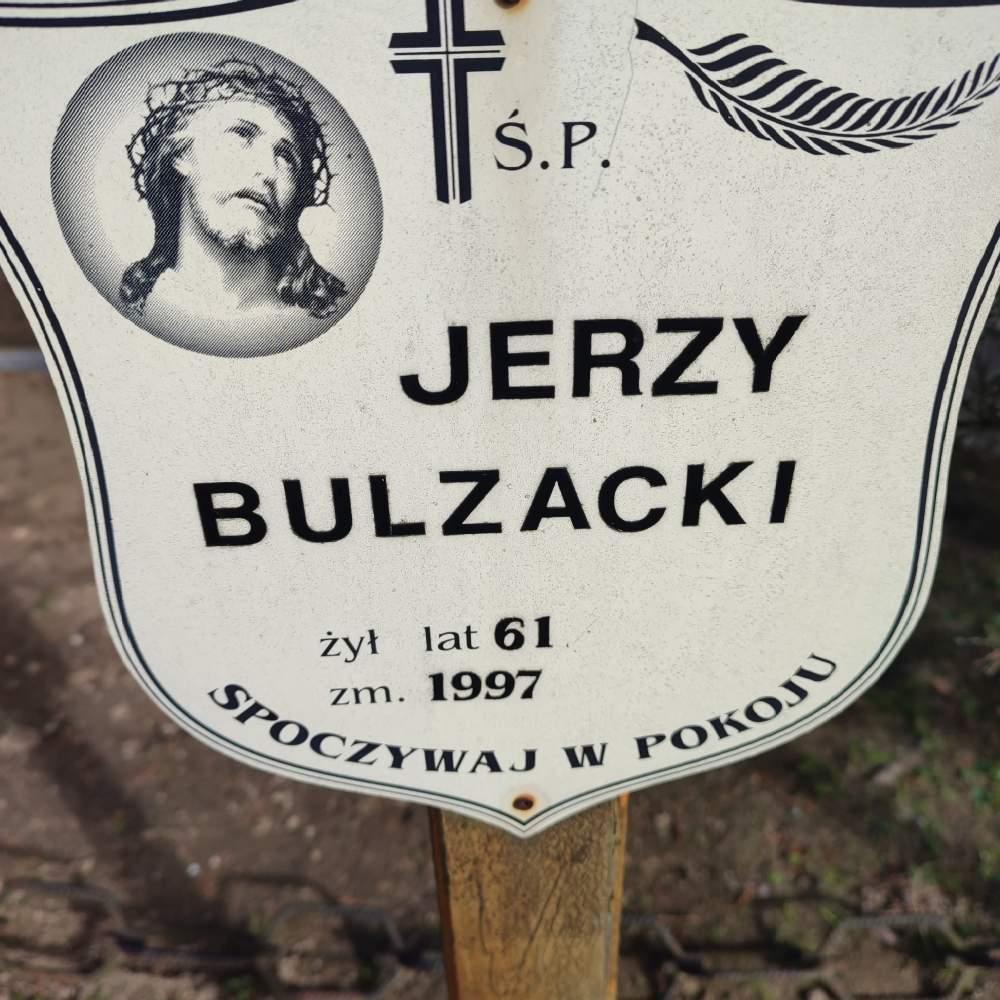 Ś.P.
JERZY
BULZACKI
żył lat 61
zm. 1997
SPOCZYWAJ W POKOJU